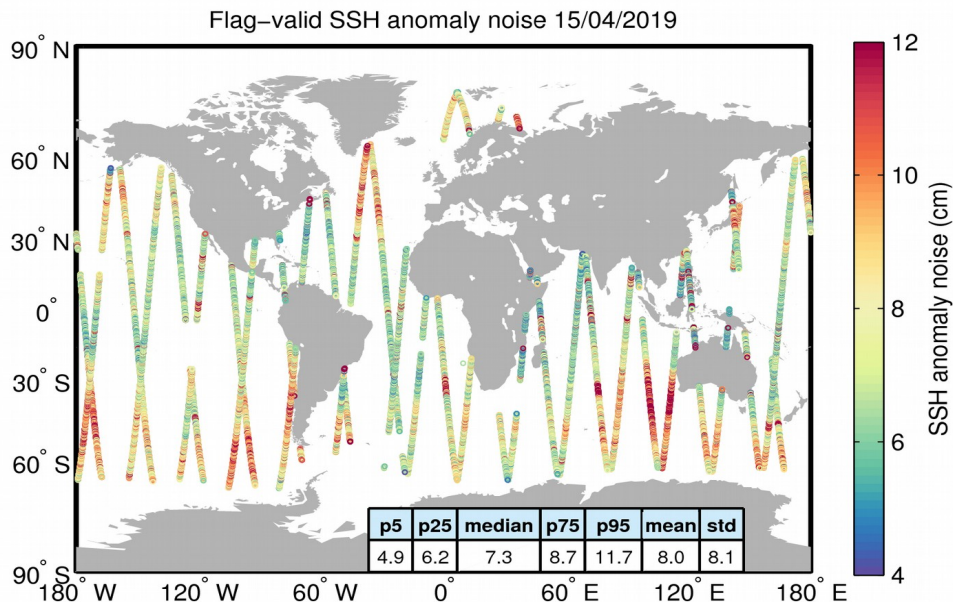 Flag−valid SSH anomaly noise 15/04/2019
90° N
60° N
30° N
0°
30° S
60° S
90° S
180° W
120° W
60° W
0°
60° E
120° E
180° E
p5 p25 median p75 p95 mean std
4.9 6.2 7.3 8.7 11.7 8.0 8.1
12
10
8
6
4
SSH anomaly noise (cm)